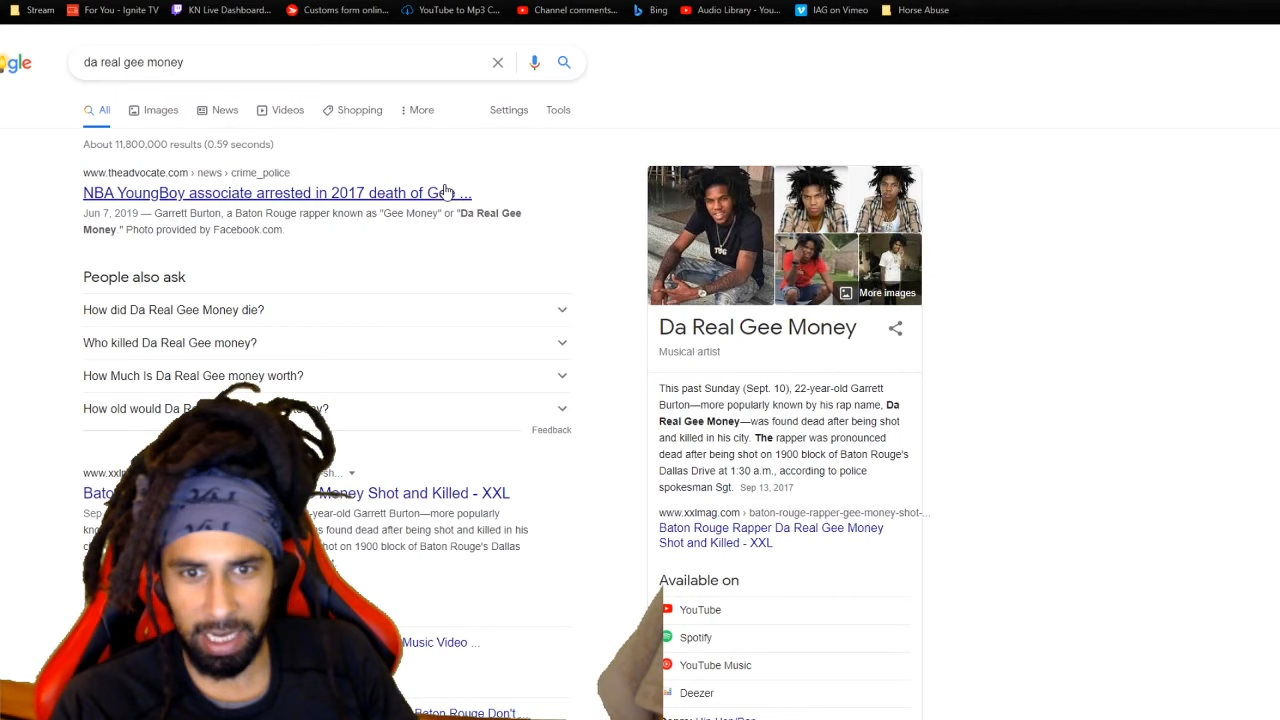 Stream For You - Ignite TV KN Live Dashboard... Customs form onlin... YouTube to Mp3 C... Channel comments... Bing Audio Library - You... IAG on Vimeo Horse Abuse
gle
da real gee money
All Images News Videos Shopping More Settings Tools
About 11,800,000 results (0.59 seconds)
www.theadvocate.com › news › crime_police
NBA YoungBoy associate arrested in 2017 death of Gee ...
Jun 7, 2019 — Garrett Burton, a Baton Rouge rapper known as "Gee Money" or "Da Real Gee
Money." Photo provided by Facebook.com.
People also ask
How did Da Real Gee Money die?
Who killed Da Real Gee money?
How Much Is Da Real Gee money worth?
How old would Da R
y?
Feedback
www.xxlm
sh...
Bato
Money Shot and Killed - XXL
Sep
-year-old Garrett Burton—more popularly
kno
s found dead after being shot and killed in his
shot on 1900 block of Baton Rouge's Dallas
Music Video ...
Baton Rouge Don't ...
TUG
More images
Da Real Gee Money
Musical artist
This past Sunday (Sept. 10), 22-year-old Garrett
Burton—more popularly known by his rap name, Da
Real Gee Money—was found dead after being shot
and killed in his city. The rapper was pronounced
dead after being shot on 1900 block of Baton Rouge's
Dallas Drive at 1:30 a.m., according to police
spokesman Sgt. Sep 13, 2017
www.xxlmag.com › baton-rouge-rapper-gee-money-shot-...
Baton Rouge Rapper Da Real Gee Money
Shot and Killed - XXL
Available on
YouTube
Spotify
YouTube Music
Deezer